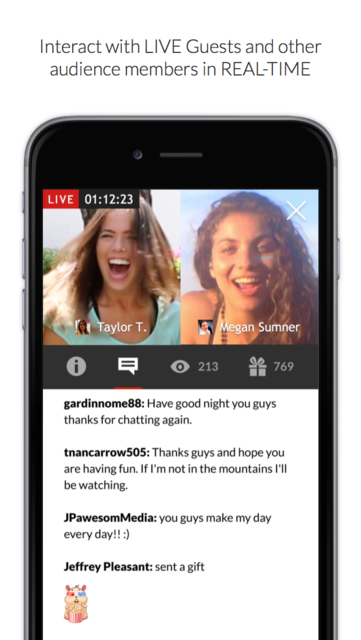 Interact with LIVE Guests and other
audience members in REAL-TIME
LIVE 01:12:23
Taylor T. Megan Sumner
213 769
gardinnome88: Have good night you guys
thanks for chatting again.
tnancarrow505: Thanks guys and hope you
are having fun. If I'm not in the mountains I'll
be watching.
JPawesomMedia: you guys make my day
every day!! :)
Jeffrey Pleasant: sent a gift